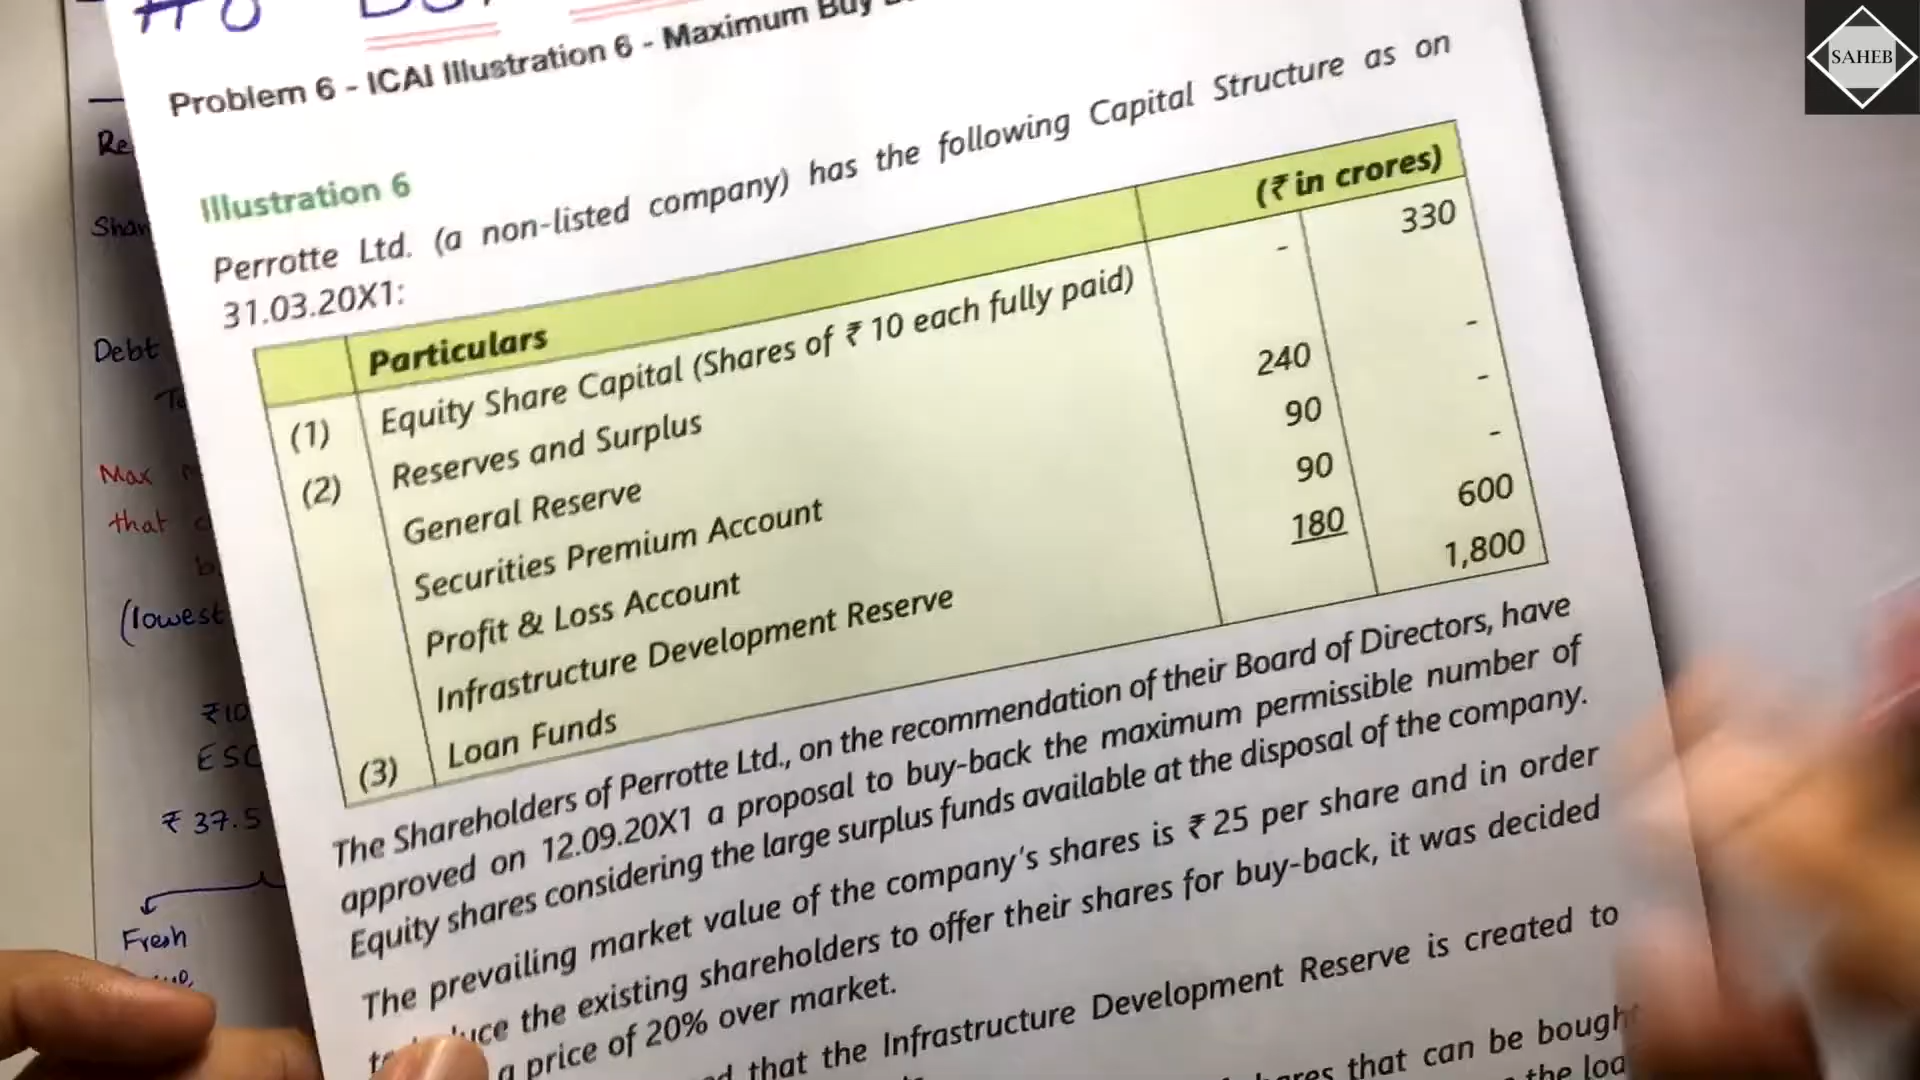 SAHEB
Problem 6 - ICAI Illustration 6 - Maximum Buy
Illustration 6
Perrotte Ltd. (a non-listed company) has the following Capital Structure as on
31.03.20X1:
Particulars (₹ in crores)
(1) Equity Share Capital (Shares of ₹ 10 each fully paid) - 330
(2) Reserves and Surplus
General Reserve 240 -
Securities Premium Account 90 -
Profit & Loss Account 90 -
Infrastructure Development Reserve 180 600
(3) Loan Funds 1,800
The Shareholders of Perrotte Ltd., on the recommendation of their Board of Directors, have
approved on 12.09.20X1 a proposal to buy-back the maximum permissible number of
Equity shares considering the large surplus funds available at the disposal of the company.
The prevailing market value of the company's shares is ₹ 25 per share and in order
the existing shareholders to offer their shares for buy-back, it was decided
a price of 20% over market.
that the Infrastructure Development Reserve is created to
that can be
the
Re
Debt
Max
that
(lowest
₹10
ESC
₹ 37.5
Fresh